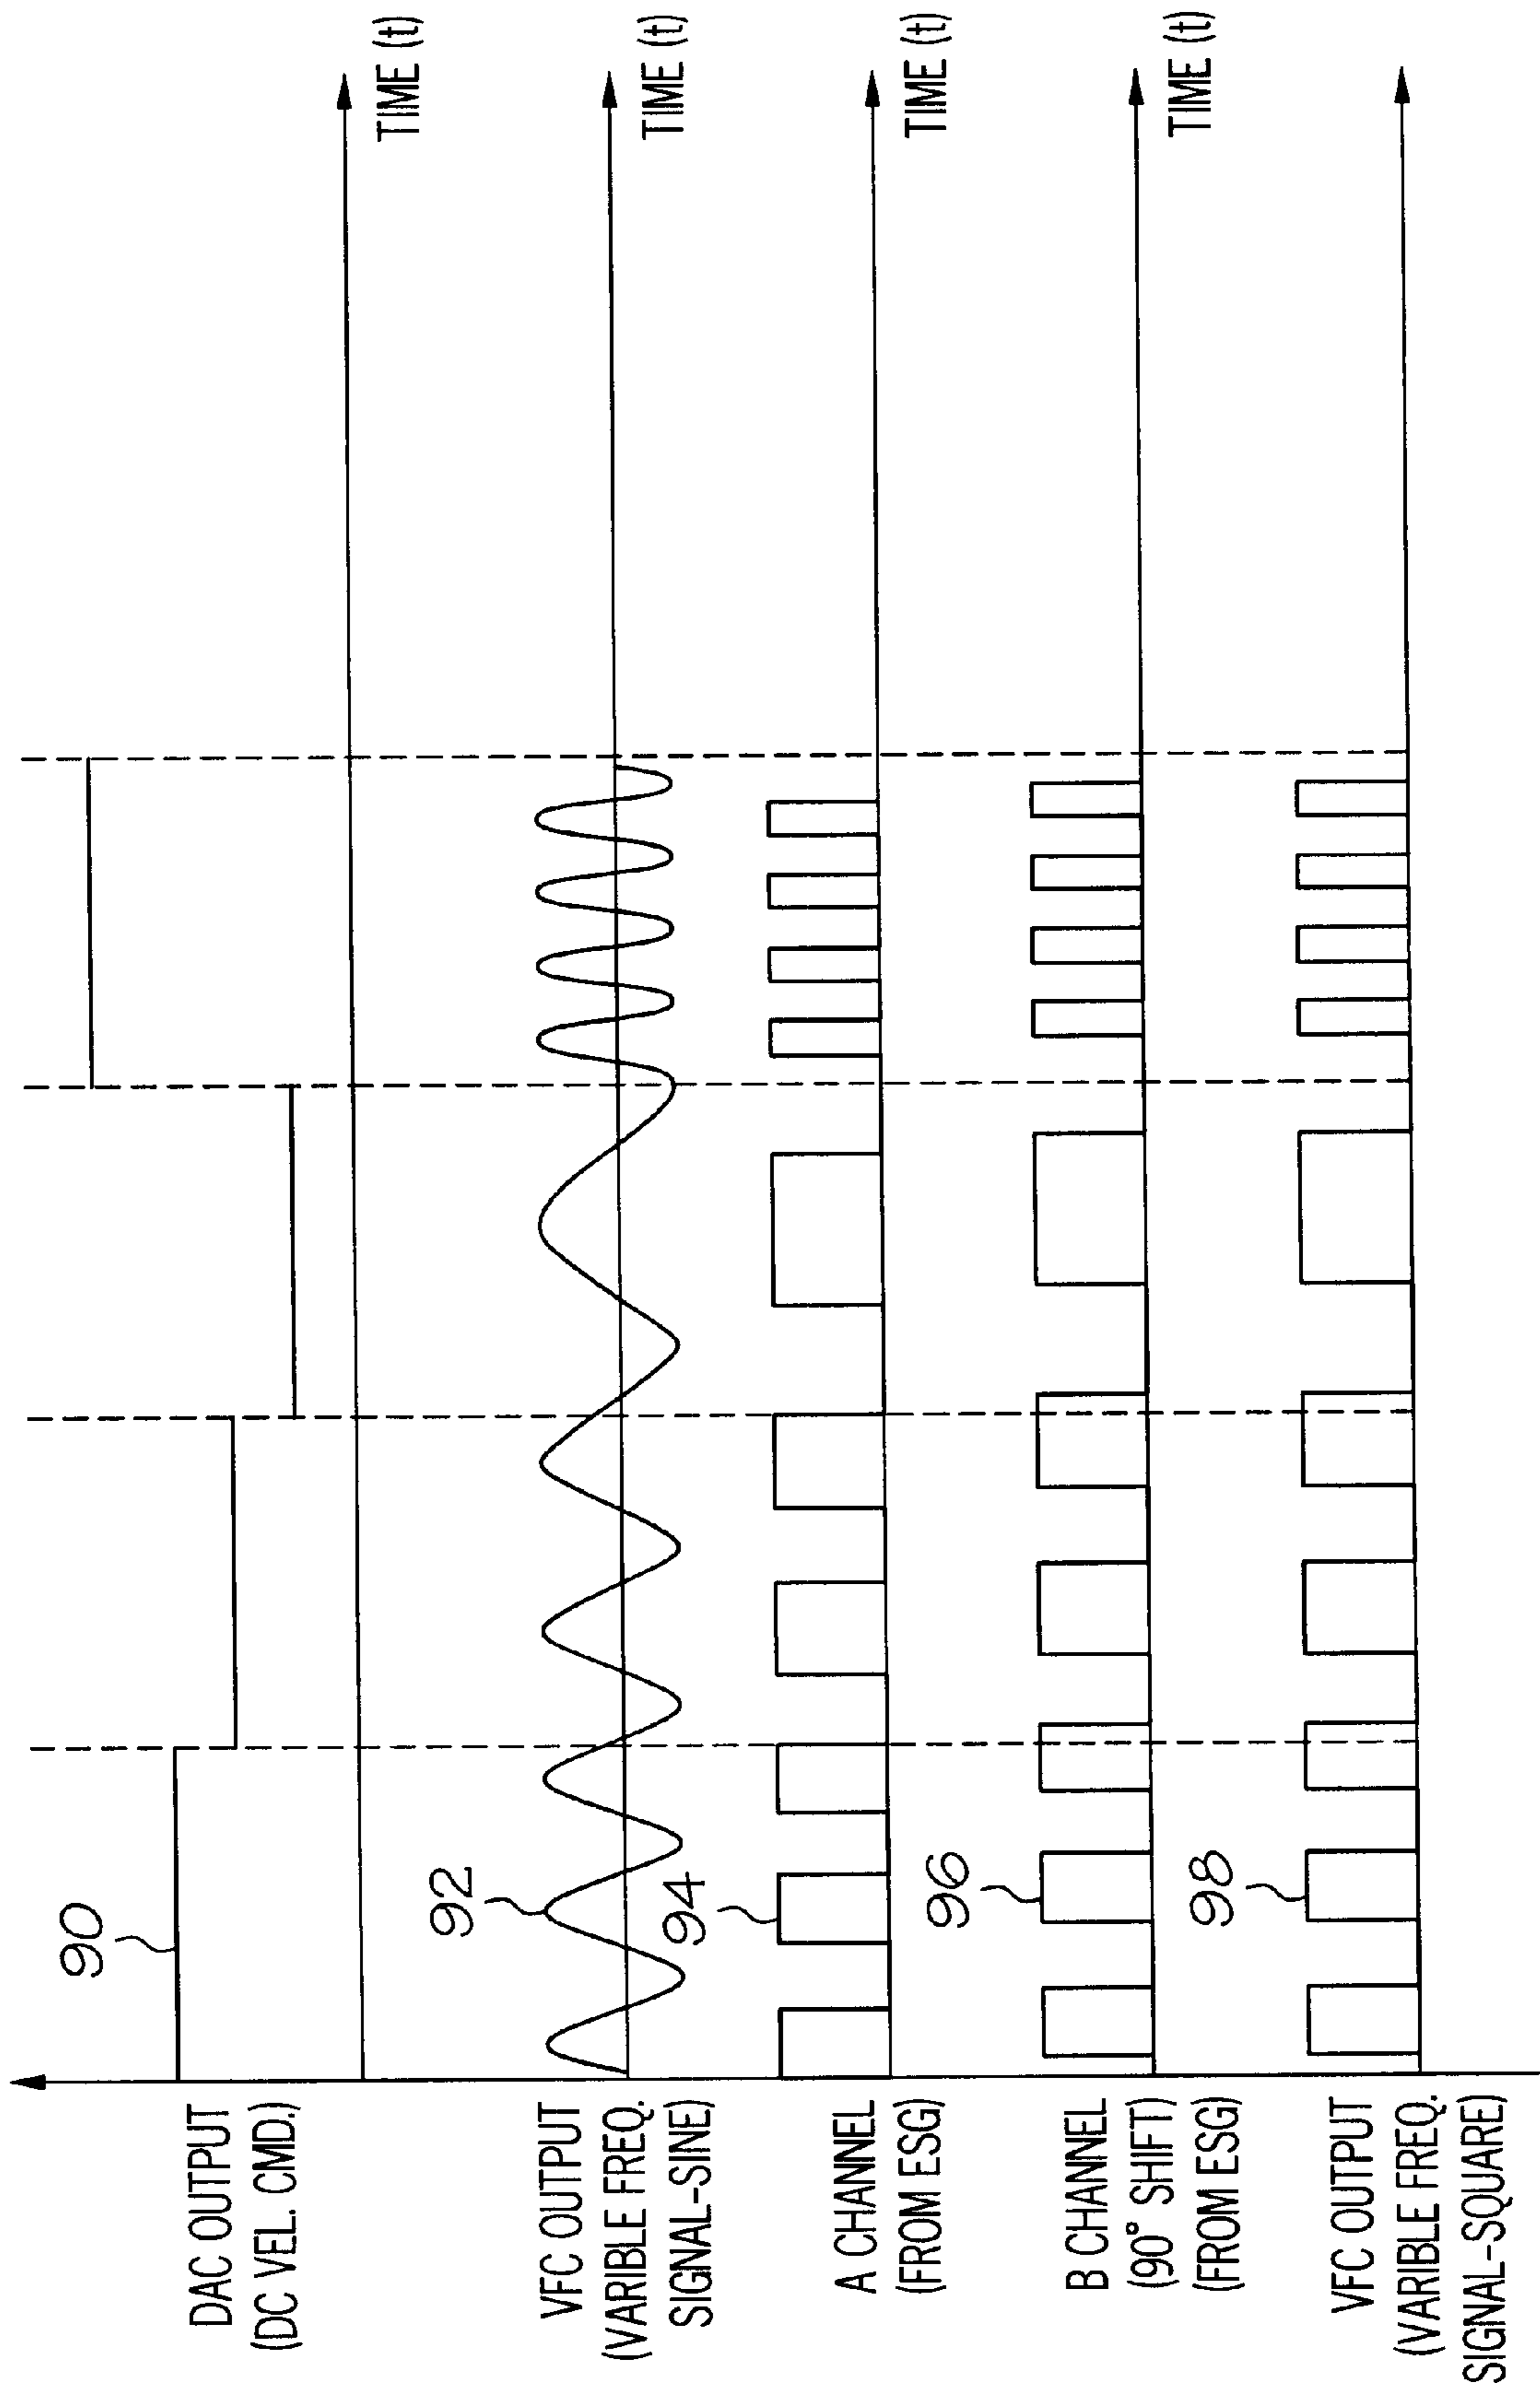 DAC OUTPUT
(DC VEL. CMD.)
90
TIME (t)
VFC OUTPUT
(VARIBLE FREQ.
SIGNAL-SINE)
92
TIME (t)
A CHANNEL
(FROM ESG)
94
TIME (t)
B CHANNEL
(90° SHIFT)
(FROM ESG)
96
TIME (t)
VFC OUTPUT
(VARIBLE FREQ.
SIGNAL-SQUARE)
98